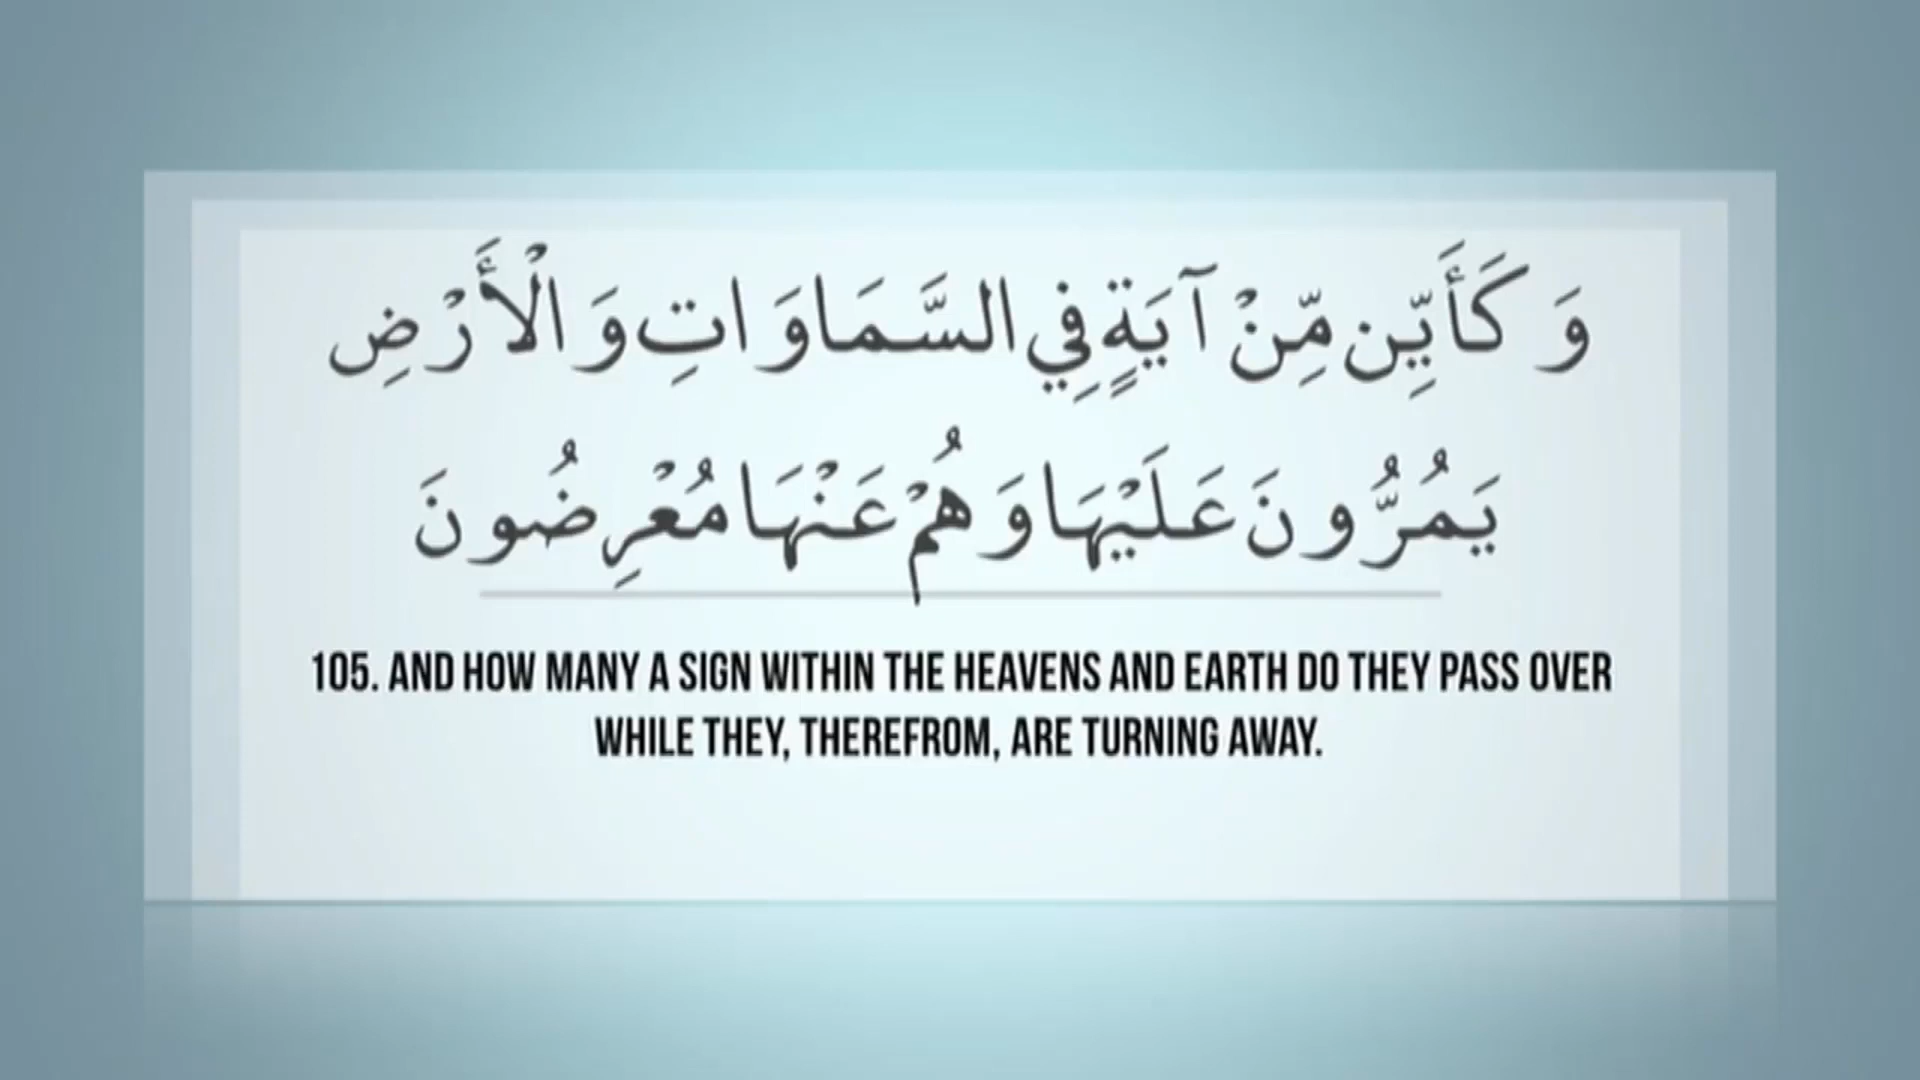 وَكَأَيِّن مِّنْ آيَةٍ فِي السَّمَاوَاتِ وَالْأَرْضِ
يَمُرُّونَ عَلَيْهَا وَهُمْ عَنْهَا مُعْرِضُونَ
105. AND HOW MANY A SIGN WITHIN THE HEAVENS AND EARTH DO THEY PASS OVER
WHILE THEY, THEREFROM, ARE TURNING AWAY.